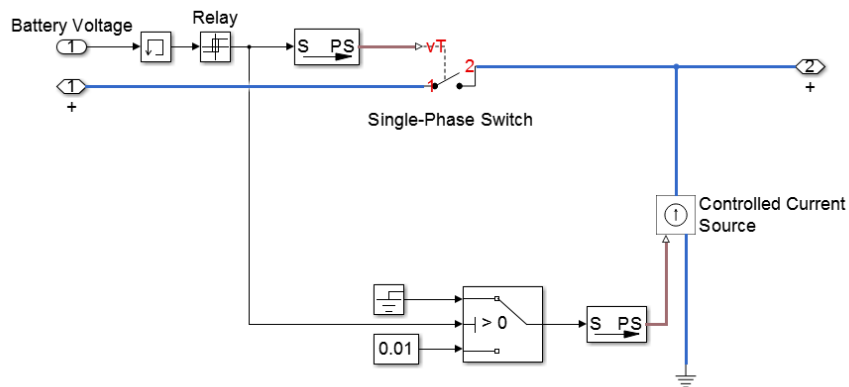 Relay
Battery Voltage
1
S PS
vT
2
2
1
1
+
+
Single-Phase Switch
Controlled Current
Source
> 0
S PS
0.01